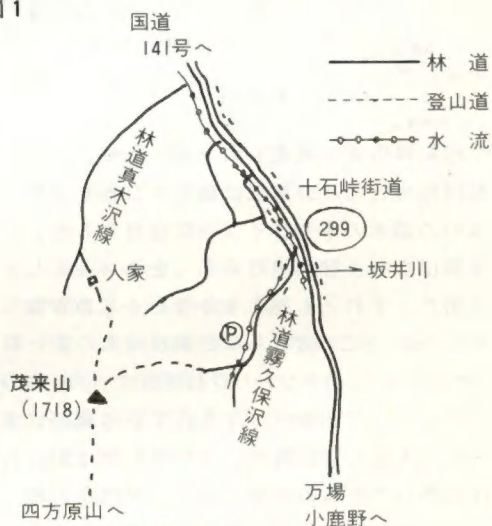 図1
国道
141号へ
林道
登山道
水流
林道真木沢線
十石峠街道
299
人家
坂井川
P
林道霧久保沢線
茂来山
(1718)
四方原山へ
万場
小鹿野へ